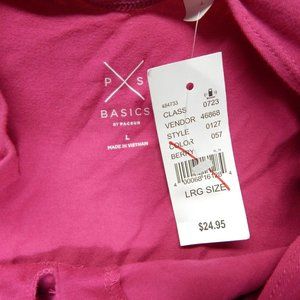 P S
BASICS
BY PACSUN
L
MADE IN VIETNAM
484733
CLASS 0723
VENDOR 46868
STYLE 0127
COLOR 057
BERRY
LRG SIZE
$24.95